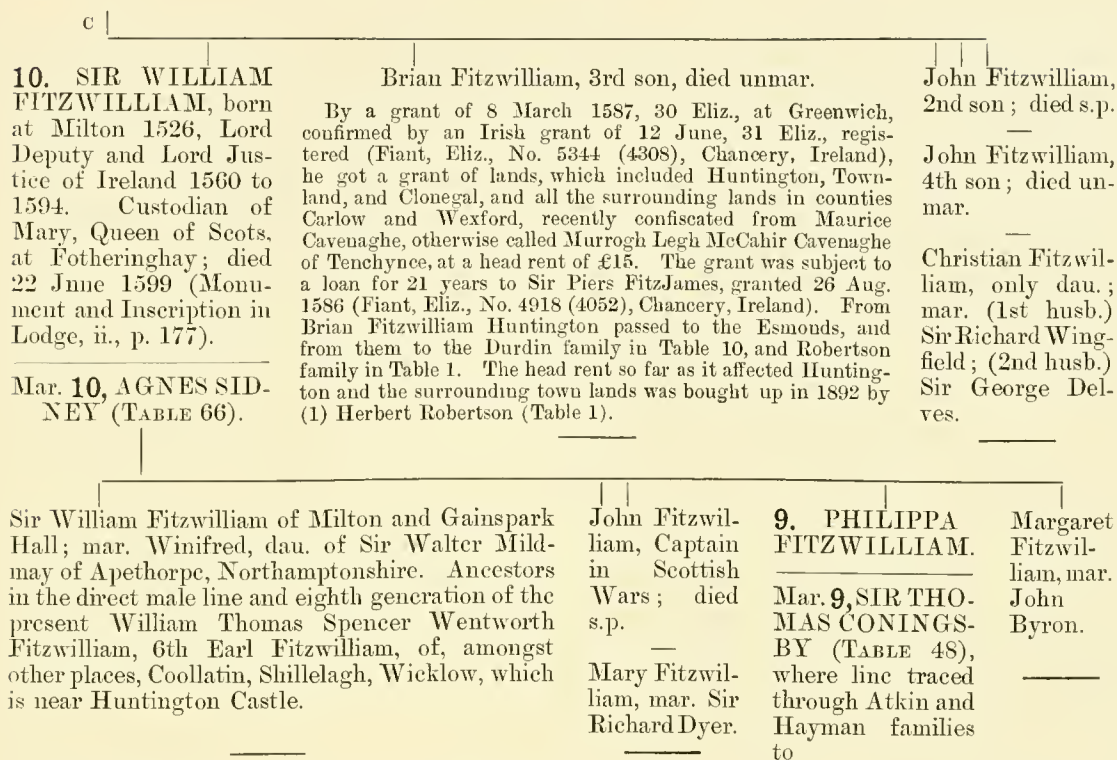 C
10. SIR WILLIAM
FITZWILLIAM, born
at Milton 1526, Lord
Deputy and Lord Jus-
tice of Ireland 1560 to
1594. Custodian of
Mary, Queen of Scots,
at Fotheringhay; died
22 June 1599 (Monu-
ment and Inscription in
Lodge, ii., p. 177).
Mar. 10, AGNES SID-
NEY (TABLE 66).
Brian Fitzwilliam, 3rd son, died unmar.
By a grant of 8 March 1587, 30 Eliz., at Greenwich,
confirmed by an Irish grant of 12 June, 31 Eliz., regis-
tered (Fiant, Eliz., No. 5344 (4308), Chancery, Ireland),
he got a grant of lands, which included Huntington, Town-
land, and Clonegal, and all the surrounding lands in counties
Carlow and Wexford, recently confiscated from Maurice
Cavenaghe, otherwise called Murrogh Legh McCahir Cavenaghe
of Tenchynce, at a head rent of £15. The grant was subject to
a loan for 21 years to Sir Piers FitzJames, granted 26 Aug.
1586 (Fiant, Eliz., No. 4918 (4052), Chancery, Ireland). From
Brian Fitzwilliam Huntington passed to the Esmonds, and
from them to the Durdin family in Table 10, and Robertson
family in Table 1. The head rent so far as it affected Hunting-
ton and the surrounding town lands was bought up in 1892 by
(1) Herbert Robertson (Table 1).
John Fitzwilliam,
2nd son; died s.p.
—
John Fitzwilliam,
4th son; died un-
mar.
—
Christian Fitzwil-
liam, only dau.;
mar. (1st husb.)
Sir Richard Wing-
field; (2nd husb.)
Sir George Del-
ves.
Sir William Fitzwilliam of Milton and Gainspark
Hall; mar. Winifred, dau. of Sir Walter Mild-
may of Apethorpe, Northamptonshire. Ancestors
in the direct male line and eighth generation of the
present William Thomas Spencer Wentworth
Fitzwilliam, 6th Earl Fitzwilliam, of, amongst
other places, Coollatin, Shillelagh, Wicklow, which
is near Huntington Castle.
John Fitzwil-
liam, Captain
in Scottish
Wars; died
s.p.
—
Mary Fitzwil-
liam, mar. Sir
Richard Dyer.
9. PHILIPPA
FITZWILLIAM.
Mar. 9, SIR THO-
MAS CONINGS-
BY (TABLE 48),
where line traced
through Atkin and
Hayman families
to
Margaret
Fitzwil-
liam, mar.
John
Byron.